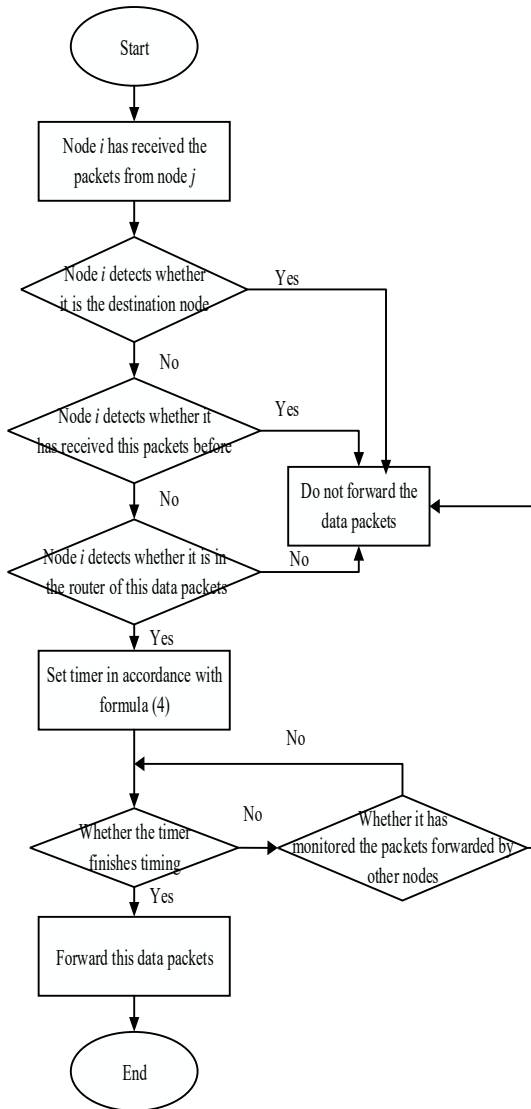 Start
Node i has received the
packets from node j
Node i detects whether
it is the destination node
Yes
No
Node i detects whether it
has received this packets before
Yes
No
Do not forward the
data packets
Node i detects whether it is in
the router of this data packets
No
Yes
Set timer in accordance with
formula (4)
No
Whether the timer
finishes timing
No
Whether it has
monitored the packets forwarded by
other nodes
Yes
Forward this data packets
End